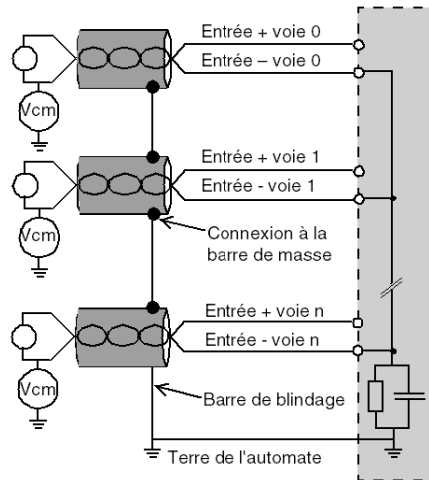 Entrée + voie 0
Entrée – voie 0
Vcm
Entrée + voie 1
Entrée - voie 1
Vcm
Connexion à la
barre de masse
Entrée + voie n
Entrée - voie n
Vcm
Barre de blindage
Terre de l'automate